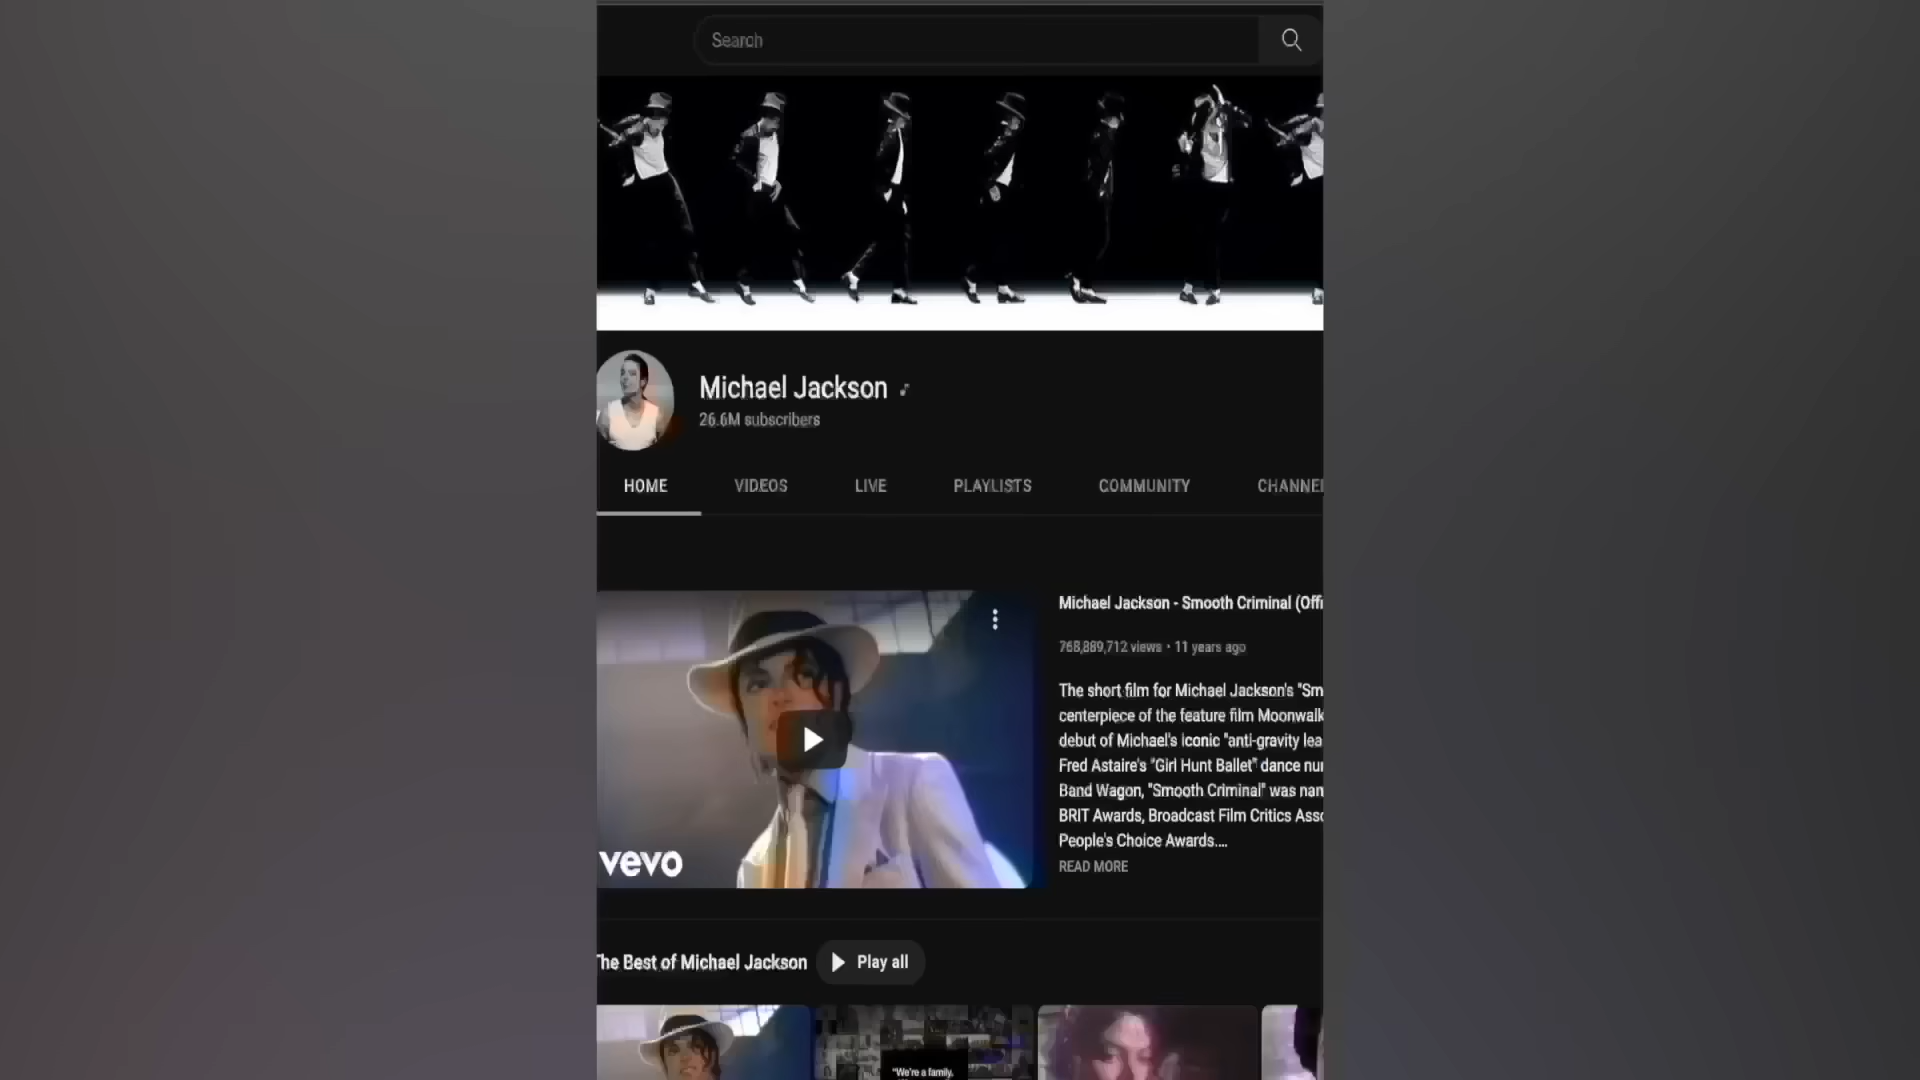 Search
Michael Jackson
26.6M subscribers
HOME
VIDEOS
LIVE
PLAYLISTS
COMMUNITY
CHANNEL
Michael Jackson - Smooth Criminal (Offi
768,889,712 views • 11 years ago
The short film for Michael Jackson's "Sm
centerpiece of the feature film Moonwalk
debut of Michael's iconic "anti-gravity lea
Fred Astaire's "Girl Hunt Ballet" dance nu
Band Wagon, "Smooth Criminal" was nam
BRIT Awards, Broadcast Film Critics Asso
People's Choice Awards....
READ MORE
vevo
The Best of Michael Jackson
Play all
"We're a family.